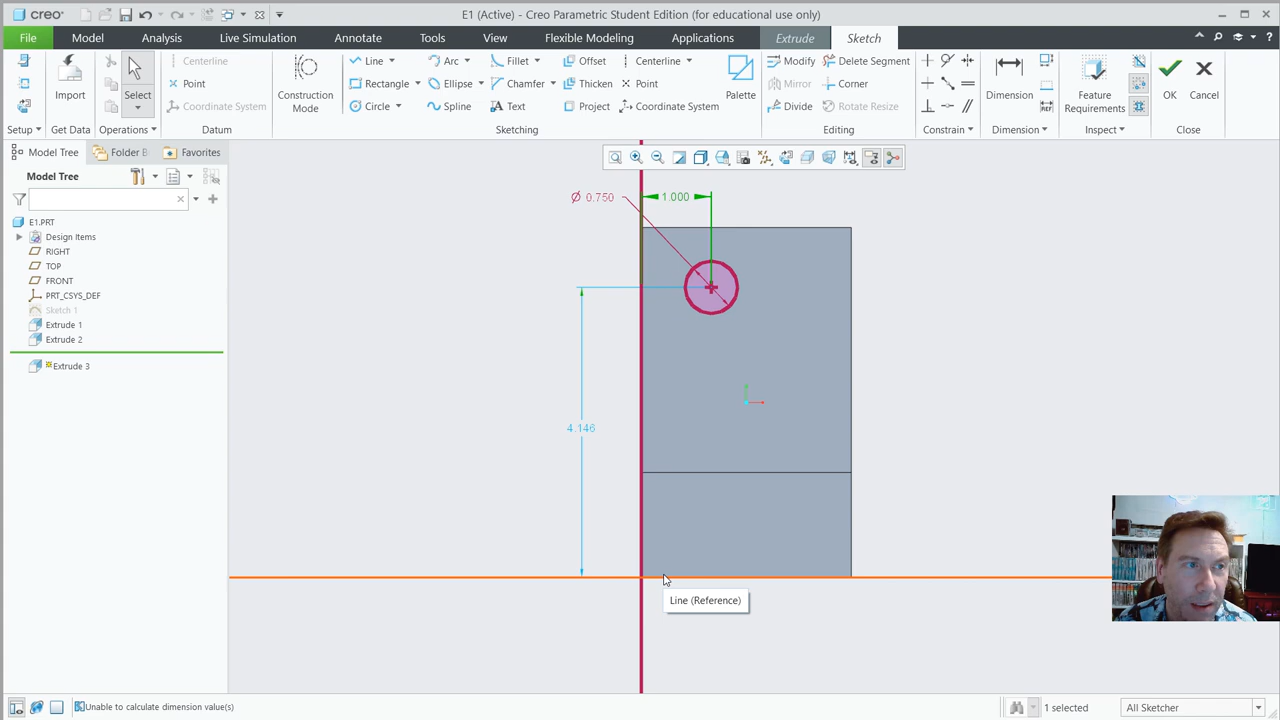 creo
E1 (Active) - Creo Parametric Student Edition (for educational use only)
File Model Analysis Live Simulation Annotate Tools View Flexible Modeling Applications Extrude Sketch
Centerline Line Arc Fillet Offset Centerline Modify Delete Segment
Point Rectangle Ellipse Chamfer Thicken Point Mirror Corner
Coordinate System Circle Spline Text Project Coordinate System Divide Rotate Resize
Import Select Construction Mode Palette Dimension Feature Requirements OK Cancel
Setup Get Data Operations Datum Sketching Editing Constrain Dimension Inspect Close
Model Tree Folder B Favorites
Model Tree
E1.PRT
Design Items
RIGHT
TOP
FRONT
PRT_CSYS_DEF
Sketch 1
Extrude 1
Extrude 2
Extrude 3
Ø 0.750
1.000
4.146
Line (Reference)
REF
Unable to calculate dimension value(s)
1 selected
All Sketcher